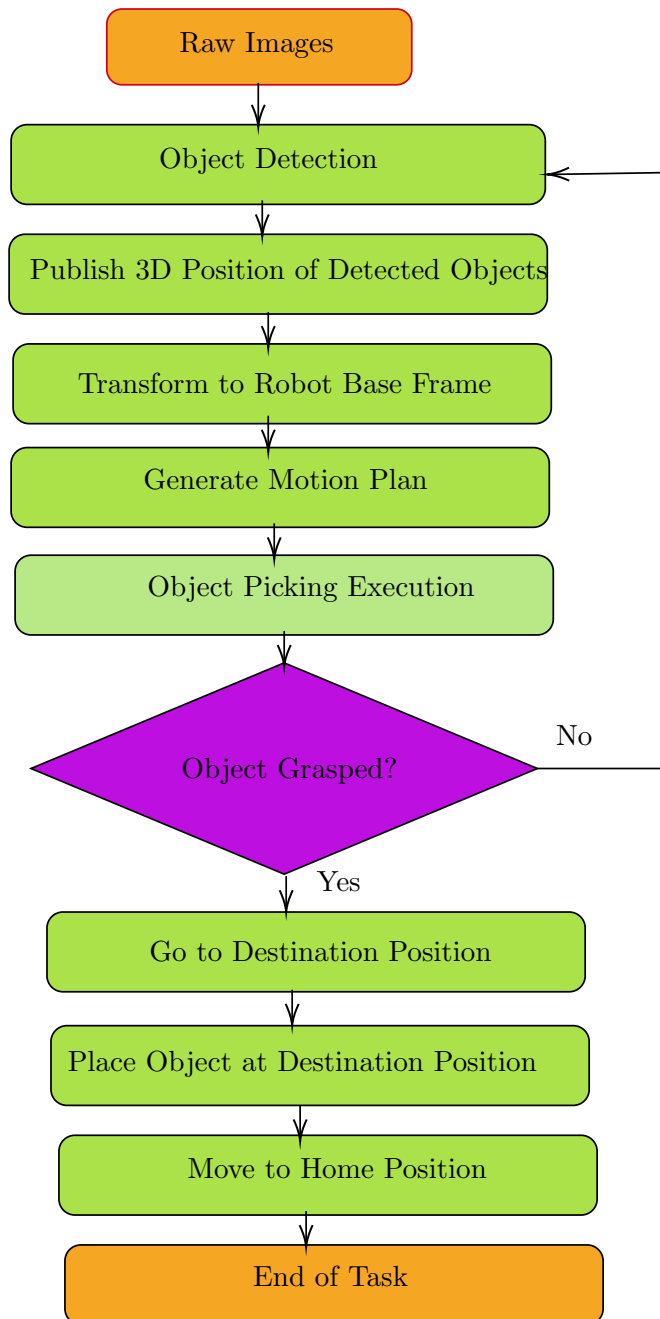 Raw Images
Object Detection
Publish 3D Position of Detected Objects
Transform to Robot Base Frame
Generate Motion Plan
Object Picking Execution
No
Object Grasped?
Yes
Go to Destination Position
Place Object at Destination Position
Move to Home Position
End of Task